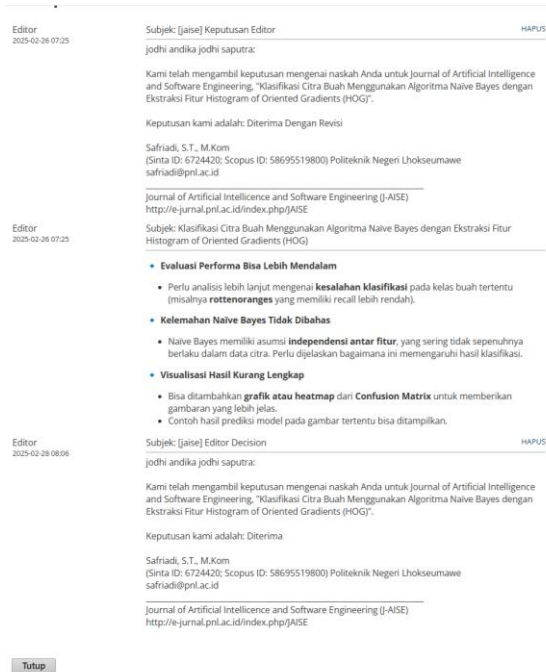 Editor
2025-02-26 07:25
Subjek: [jaise] Keputusan Editor
HAPUS
jodhi andika jodhi saputra:
Kami telah mengambil keputusan mengenai naskah Anda untuk Journal of Artificial Intelligence
and Software Engineering, "Klasifikasi Citra Buah Menggunakan Algoritma Naïve Bayes dengan
Ekstraksi Fitur Histogram of Oriented Gradients (HOG)".
Keputusan kami adalah: Diterima Dengan Revisi
Safriadi, S.T., M.Kom
(Sinta ID: 6724420; Scopus ID: 58695519800) Politeknik Negeri Lhokseumawe
safriadi@pnl.ac.id
Journal of Artificial Intellicence and Software Engineering (J-AISE)
http://e-jurnal.pnl.ac.id/index.php/JAISE
Editor
2025-02-26 07:25
Subjek: Klasifikasi Citra Buah Menggunakan Algoritma Naïve Bayes dengan Ekstraksi Fitur
Histogram of Oriented Gradients (HOG)
• Evaluasi Performa Bisa Lebih Mendalam
• Perlu analisis lebih lanjut mengenai kesalahan klasifikasi pada kelas buah tertentu
(misalnya rottenoranges yang memiliki recall lebih rendah).
• Kelemahan Naïve Bayes Tidak Dibahas
• Naïve Bayes memiliki asumsi independensi antar fitur, yang sering tidak sepenuhnya
berlaku dalam data citra. Perlu dijelaskan bagaimana ini memengaruhi hasil klasifikasi.
• Visualisasi Hasil Kurang Lengkap
• Bisa ditambahkan grafik atau heatmap dari Confusion Matrix untuk memberikan
gambaran yang lebih jelas.
• Contoh hasil prediksi model pada gambar tertentu bisa ditampilkan.
Editor
2025-02-28 08:06
Subjek: [jaise] Editor Decision
HAPUS
jodhi andika jodhi saputra:
Kami telah mengambil keputusan mengenai naskah Anda untuk Journal of Artificial Intelligence
and Software Engineering, "Klasifikasi Citra Buah Menggunakan Algoritma Naïve Bayes dengan
Ekstraksi Fitur Histogram of Oriented Gradients (HOG)".
Keputusan kami adalah: Diterima
Safriadi, S.T., M.Kom
(Sinta ID: 6724420; Scopus ID: 58695519800) Politeknik Negeri Lhokseumawe
safriadi@pnl.ac.id
Journal of Artificial Intellicence and Software Engineering (J-AISE)
http://e-jurnal.pnl.ac.id/index.php/JAISE
Tutup